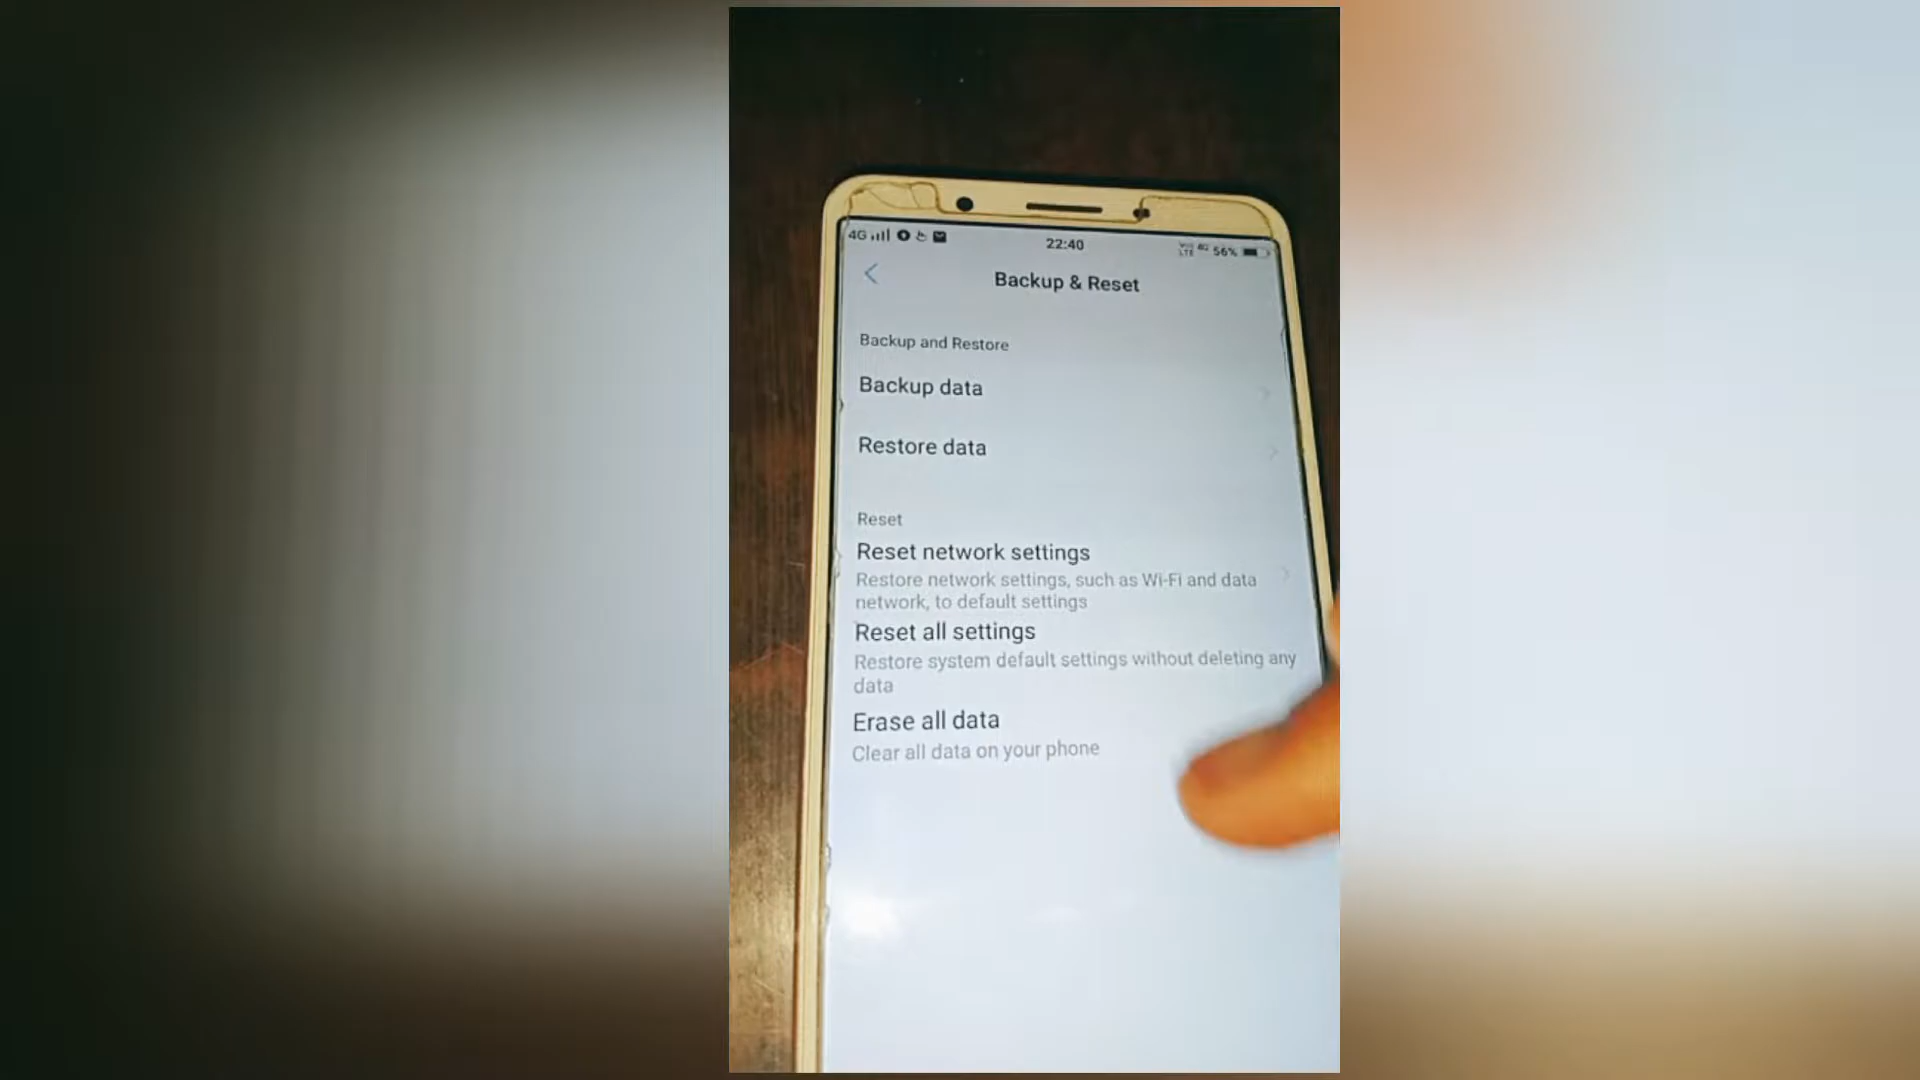 4G
22:40
56%
Backup & Reset
Backup and Restore
Backup data
Restore data
Reset
Reset network settings
Restore network settings, such as Wi-Fi and data
network, to default settings
Reset all settings
Restore system default settings without deleting any
data
Erase all data
Clear all data on your phone